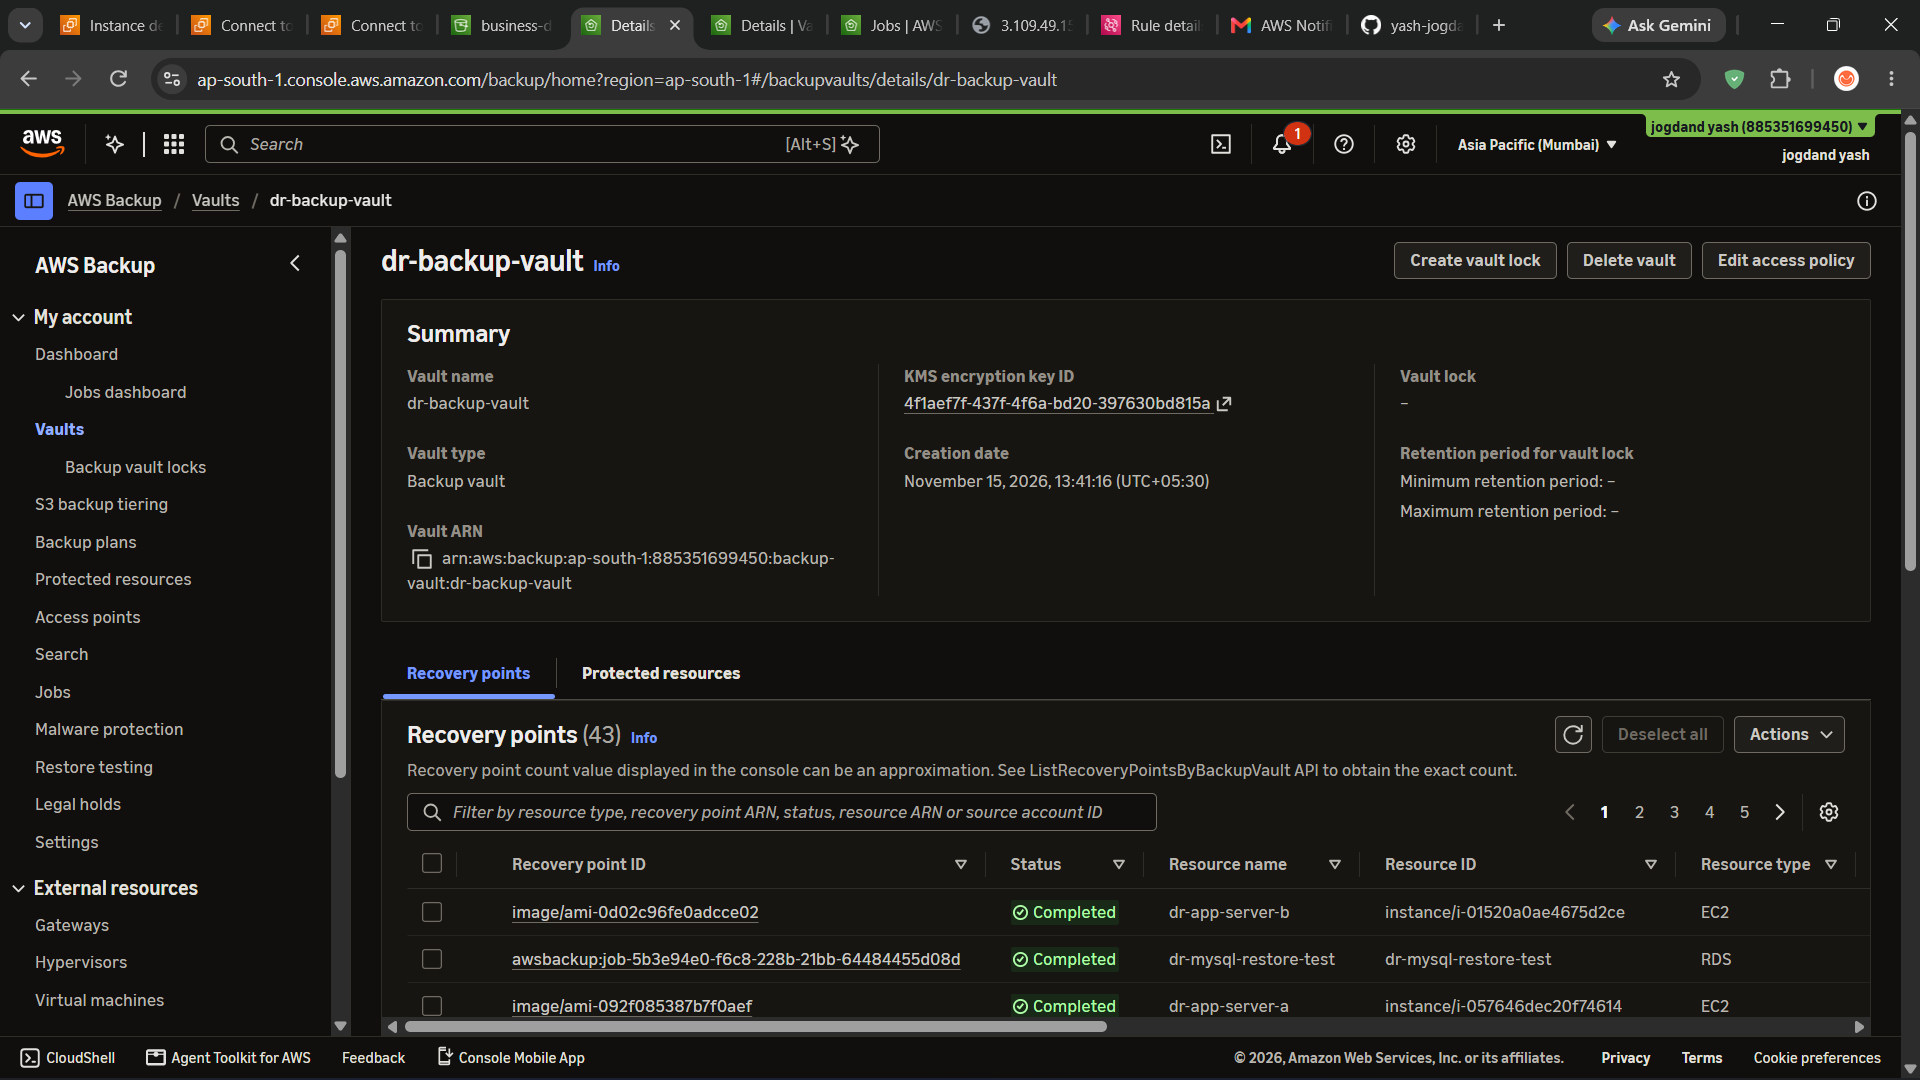 Instance de
Connect to
Connect to
business-d
Details
Details | Va
Jobs | AWS
3.109.49.15
Rule detail
AWS Notifi
yash-jogda
Ask Gemini
ap-south-1.console.aws.amazon.com/backup/home?region=ap-south-1#/backupvaults/details/dr-backup-vault
aws
Search
[Alt+S]
1
Asia Pacific (Mumbai)
jogdand yash (885351699450)
jogdand yash
AWS Backup / Vaults / dr-backup-vault
AWS Backup
My account
Dashboard
Jobs dashboard
Vaults
Backup vault locks
S3 backup tiering
Backup plans
Protected resources
Access points
Search
Jobs
Malware protection
Restore testing
Legal holds
Settings
External resources
Gateways
Hypervisors
Virtual machines
dr-backup-vault Info
Create vault lock
Delete vault
Edit access policy
Summary
Vault name
dr-backup-vault
Vault type
Backup vault
Vault ARN
arn:aws:backup:ap-south-1:885351699450:backup-
vault:dr-backup-vault
KMS encryption key ID
4f1aef7f-437f-4f6a-bd20-397630bd815a
Creation date
November 15, 2026, 13:41:16 (UTC+05:30)
Vault lock
–
Retention period for vault lock
Minimum retention period: –
Maximum retention period: –
Recovery points
Protected resources
Recovery points (43) Info
Deselect all
Actions
Recovery point count value displayed in the console can be an approximation. See ListRecoveryPointsByBackupVault API to obtain the exact count.
Filter by resource type, recovery point ARN, status, resource ARN or source account ID
1 2 3 4 5
Recovery point ID Status Resource name Resource ID Resource type
image/ami-0d02c96fe0adcce02 Completed dr-app-server-b instance/i-01520a0ae4675d2ce EC2
awsbackup:job-5b3e94e0-f6c8-228b-21bb-64484455d08d Completed dr-mysql-restore-test dr-mysql-restore-test RDS
image/ami-092f085387b7f0aef Completed dr-app-server-a instance/i-057646dec20f74614 EC2
CloudShell
Agent Toolkit for AWS
Feedback
Console Mobile App
© 2026, Amazon Web Services, Inc. or its affiliates.
Privacy
Terms
Cookie preferences